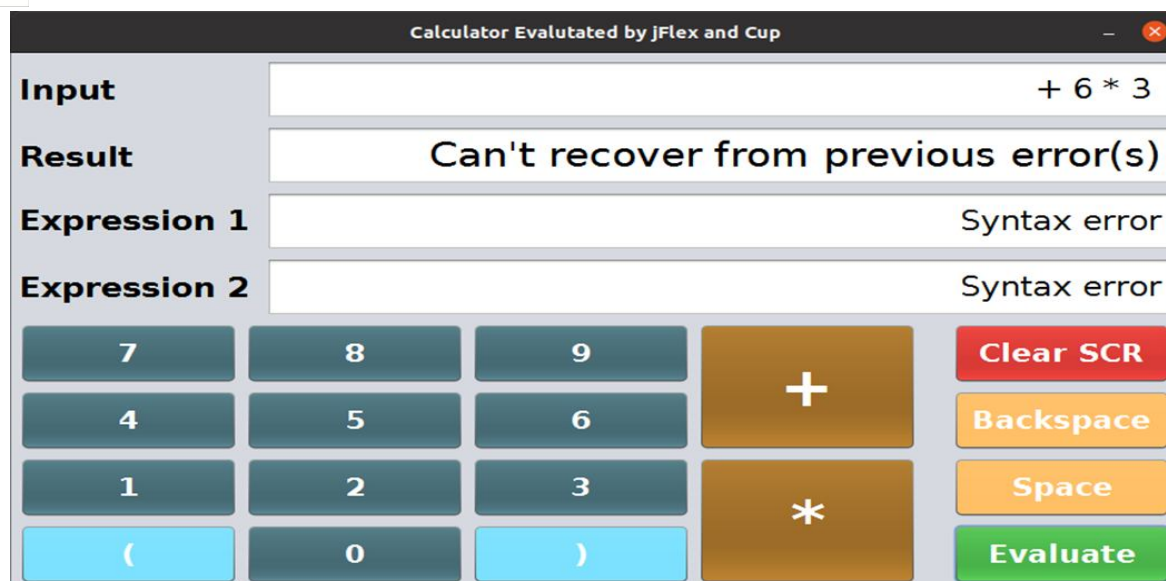 Calculator Evalutated by jFlex and Cup
Input + 6 * 3
Result Can't recover from previous error(s)
Expression 1 Syntax error
Expression 2 Syntax error
7 8 9 + Clear SCR
4 5 6 Backspace
1 2 3 * Space
( 0 ) Evaluate